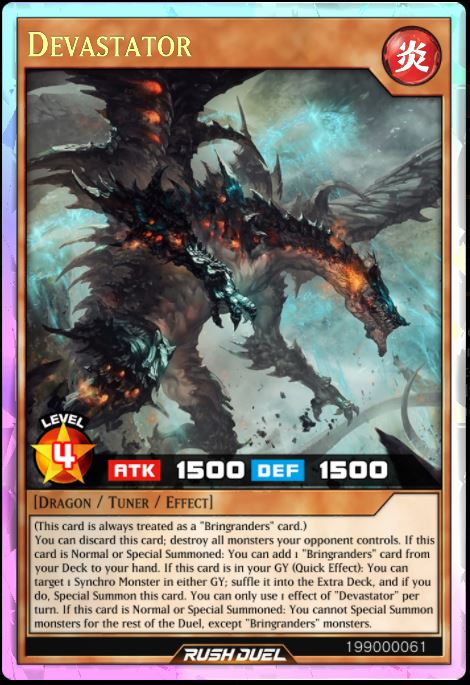 DEVASTATOR
炎
LEVEL
4
ATK 1500 DEF 1500
[DRAGON / TUNER / EFFECT]
(This card is always treated as a "Bringranders" card.)
You can discard this card; destroy all monsters your opponent controls. If this
card is Normal or Special Summoned: You can add 1 "Bringranders" card from
your Deck to your hand. If this card is in your GY (Quick Effect): You can
target 1 Synchro Monster in either GY; suffle it into the Extra Deck, and if you
do, Special Summon this card. You can only use 1 effect of "Devastator" per
turn. If this card is Normal or Special Summoned: You cannot Special Summon
monsters for the rest of the Duel, except "Bringranders" monsters.
199000061
RUSH DUEL